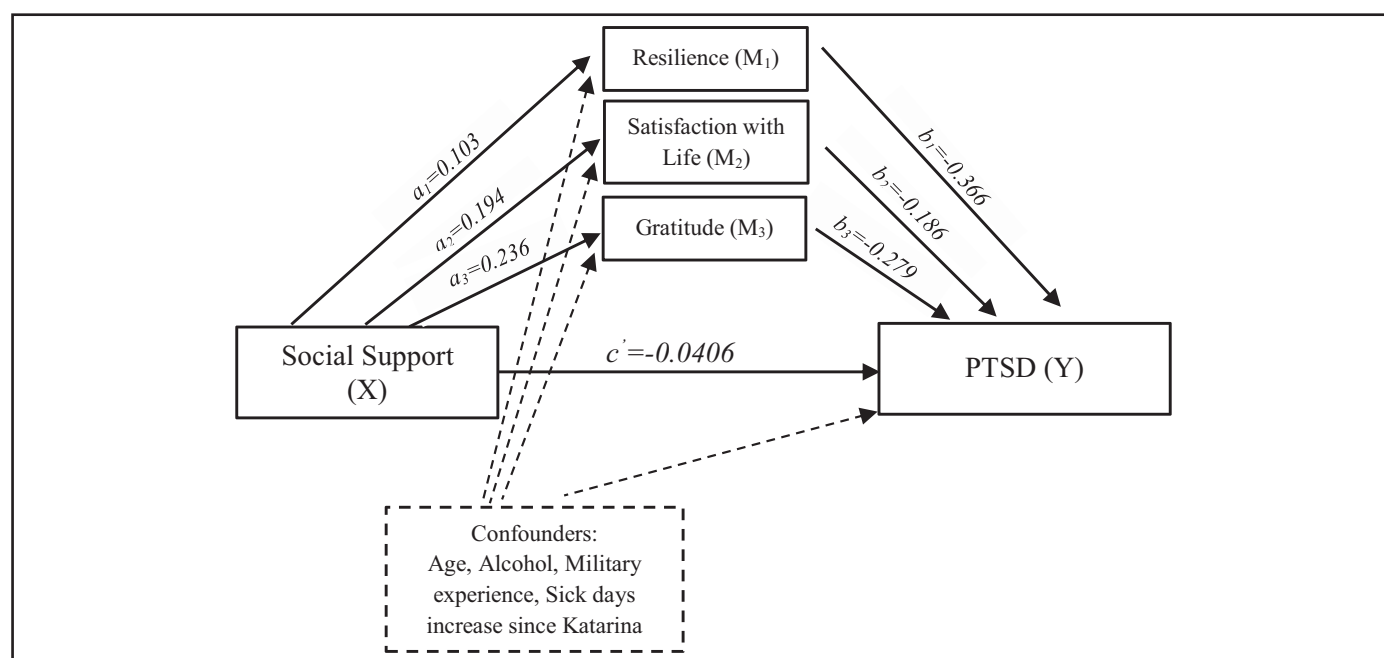 Resilience (M₁)
Satisfaction with
Life (M₂)
Gratitude (M₃)
a₁=0.103
a₂=0.194
a₃=0.236
b₁=-0.366
b₂=-0.186
b₃=-0.279
Social Support
(X)
c’=-0.0406
PTSD (Y)
Confounders:
Age, Alcohol, Military
experience, Sick days
increase since Katarina